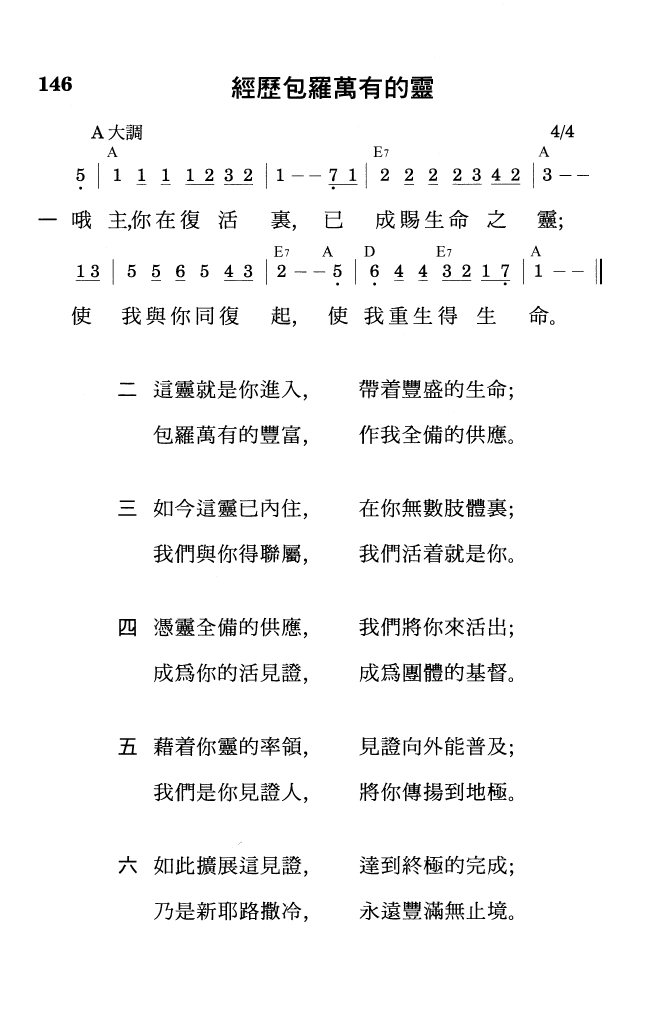 146 經歷包羅萬有的靈
A 大調 4/4
A E7 A
5 | 1 1 1 1 2 3 2 | 1 - - 7 1 | 2 2 2 2 3 4 2 | 3 - -
一 哦 主,你在復 活 裏, 已 成賜生命 之 靈;
E7 A D E7 A
1 3 | 5 5 6 5 4 3 | 2 - - 5 | 6 4 4 3 2 1 7 | 1 - - ||
使 我與你同復 起, 使 我重生得 生 命。
二 這靈就是你進入, 帶着豐盛的生命;
包羅萬有的豐富, 作我全備的供應。
三 如今這靈已內住, 在你無數肢體裏;
我們與你得聯屬, 我們活着就是你。
四 憑靈全備的供應, 我們將你來活出;
成爲你的活見證, 成爲團體的基督。
五 藉着你靈的率領, 見證向外能普及;
我們是你見證人, 將你傳揚到地極。
六 如此擴展這見證, 達到終極的完成;
乃是新耶路撒冷, 永遠豐滿無止境。